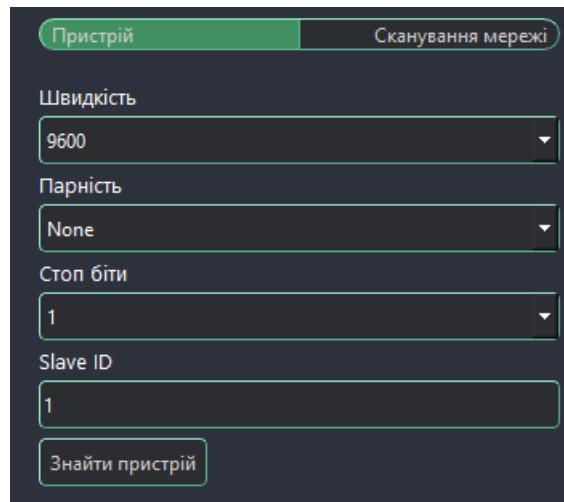 Пристрій Сканування мережі
Швидкість
9600
Парність
None
Стоп біти
1
Slave ID
1
Знайти пристрій